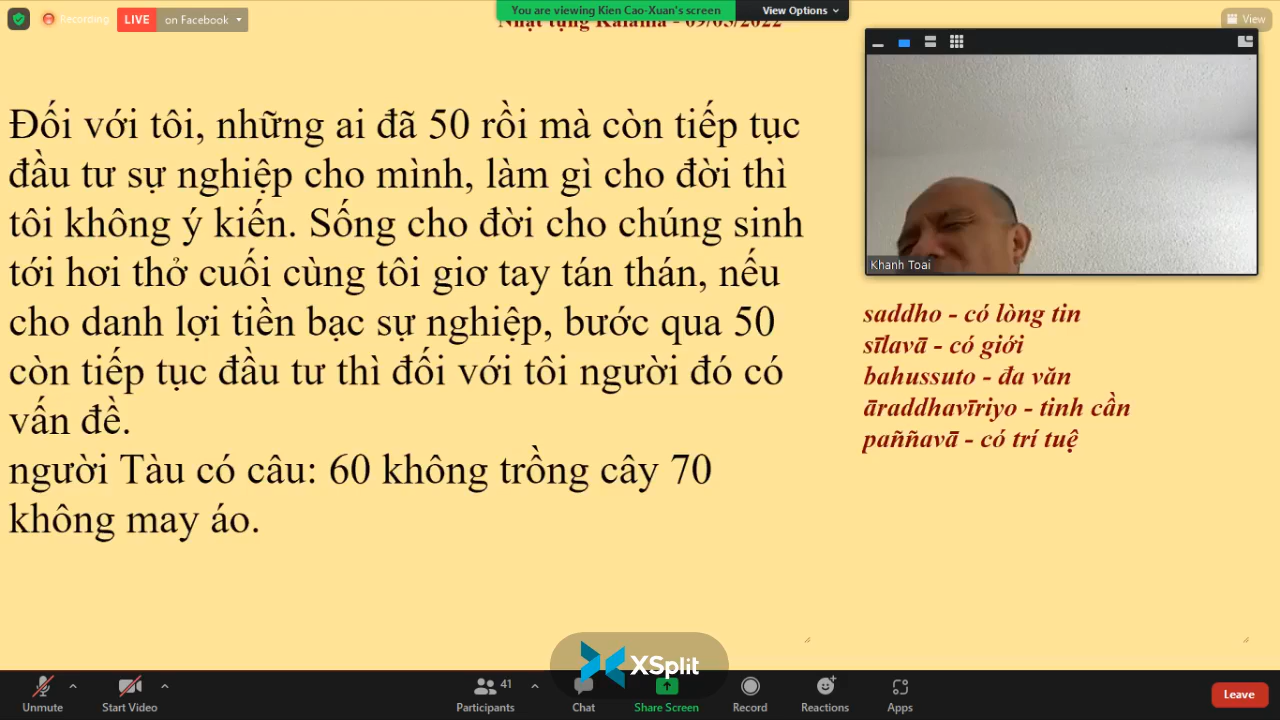 Recording
LIVE
on Facebook
You are viewing Kien Cao-Xuan's screen
View Options
View
Nhật tụng Kalama - 09/05/2022
Đối với tôi, những ai đã 50 rồi mà còn tiếp tục
đầu tư sự nghiệp cho mình, làm gì cho đời thì
tôi không ý kiến. Sống cho đời cho chúng sinh
tới hơi thở cuối cùng tôi giơ tay tán thán, nếu
cho danh lợi tiền bạc sự nghiệp, bước qua 50
còn tiếp tục đầu tư thì đối với tôi người đó có
vấn đề.
người Tàu có câu: 60 không trồng cây 70
không may áo.
Khanh Toai
saddho - có lòng tin
sīlavā - có giới
bahussuto - đa văn
āraddhavīriyo - tinh cần
paññavā - có trí tuệ
XSplit
Unmute
Start Video
Participants
41
Chat
Share Screen
Record
Reactions
Apps
Leave